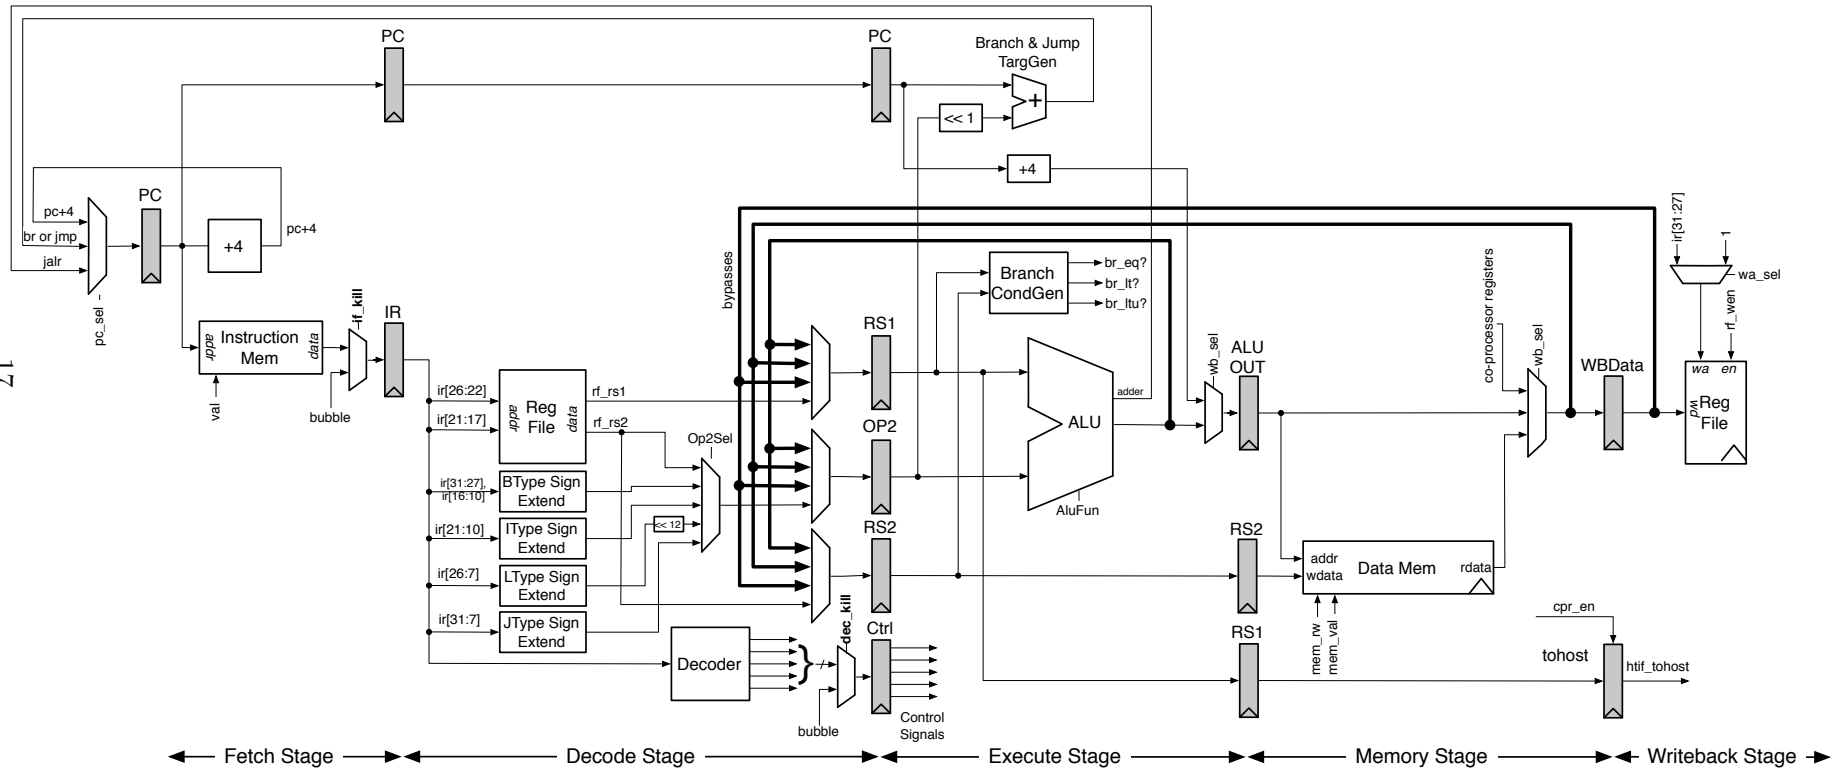 PC
PC
Branch & Jump
TargGen
+
<< 1
+4
PC
pc+4
br or jmp
jalr
+4
pc+4
pc_sel
17
Instruction
Mem
addr
data
val
if_kill
bubble
IR
ir[26:22]
ir[21:17]
ir[31:27],
ir[16:10]
ir[21:10]
ir[26:7]
ir[31:7]
Reg
File
addr
data
rf_rs1
rf_rs2
BType Sign
Extend
IType Sign
Extend
LType Sign
Extend
JType Sign
Extend
<< 12
Op2Sel
bypasses
Decoder
}
bubble
dec_kill
RS1
OP2
RS2
Ctrl
Control
Signals
Branch
CondGen
br_eq?
br_lt?
br_ltu?
ALU
adder
AluFun
wb_sel
ALU
OUT
RS2
RS1
addr
wdata
Data Mem
rdata
mem_rw
mem_val
co-processor registers
wb_sel
WBData
ir[31:27]
1
wa_sel
rf_wen
wa en
wd
Reg
File
cpr_en
tohost
htif_tohost
Fetch Stage
Decode Stage
Execute Stage
Memory Stage
Writeback Stage